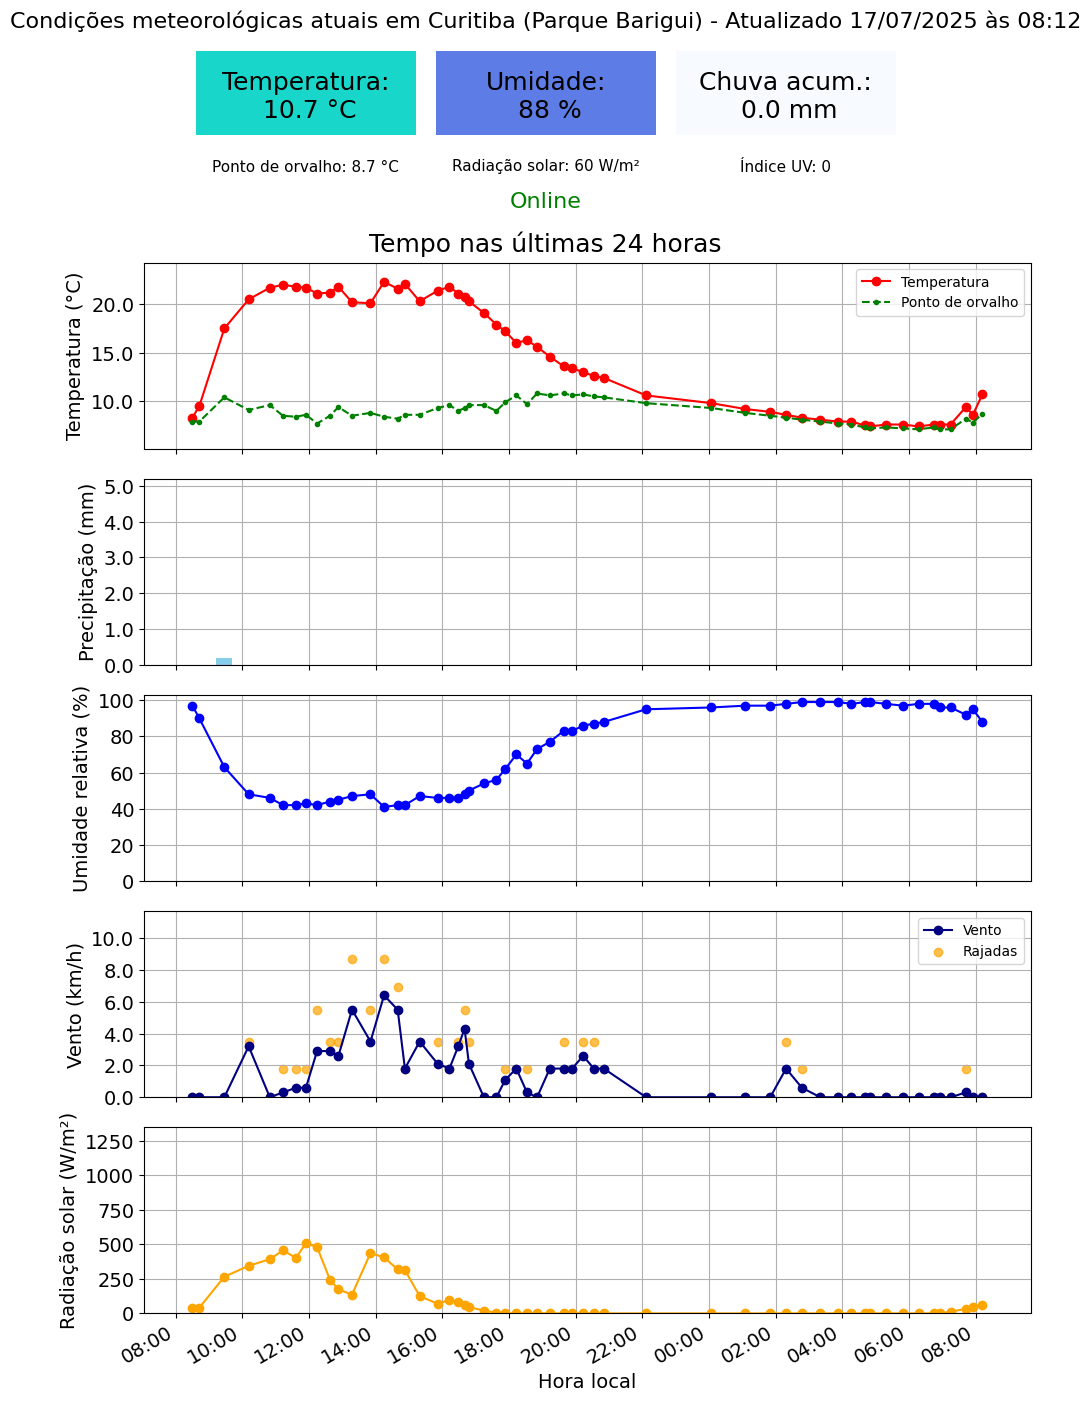 Condições meteorológicas atuais em Curitiba (Parque Barigui) - Atualizado 17/07/2025 às 08:12
Temperatura:
10.7 °C
Umidade:
88 %
Chuva acum.:
0.0 mm
Ponto de orvalho: 8.7 °C
Radiação solar: 60 W/m²
Índice UV: 0
Online
Tempo nas últimas 24 horas
Temperatura (°C)
20.0
15.0
10.0
Temperatura
Ponto de orvalho
Precipitação (mm)
5.0
4.0
3.0
2.0
1.0
0.0
Umidade relativa (%)
100
80
60
40
20
0
Vento (km/h)
10.0
8.0
6.0
4.0
2.0
0.0
Vento
Rajadas
Radiação solar (W/m²)
1250
1000
750
500
250
0
08:00
10:00
12:00
14:00
16:00
18:00
20:00
22:00
00:00
02:00
04:00
06:00
08:00
Hora local